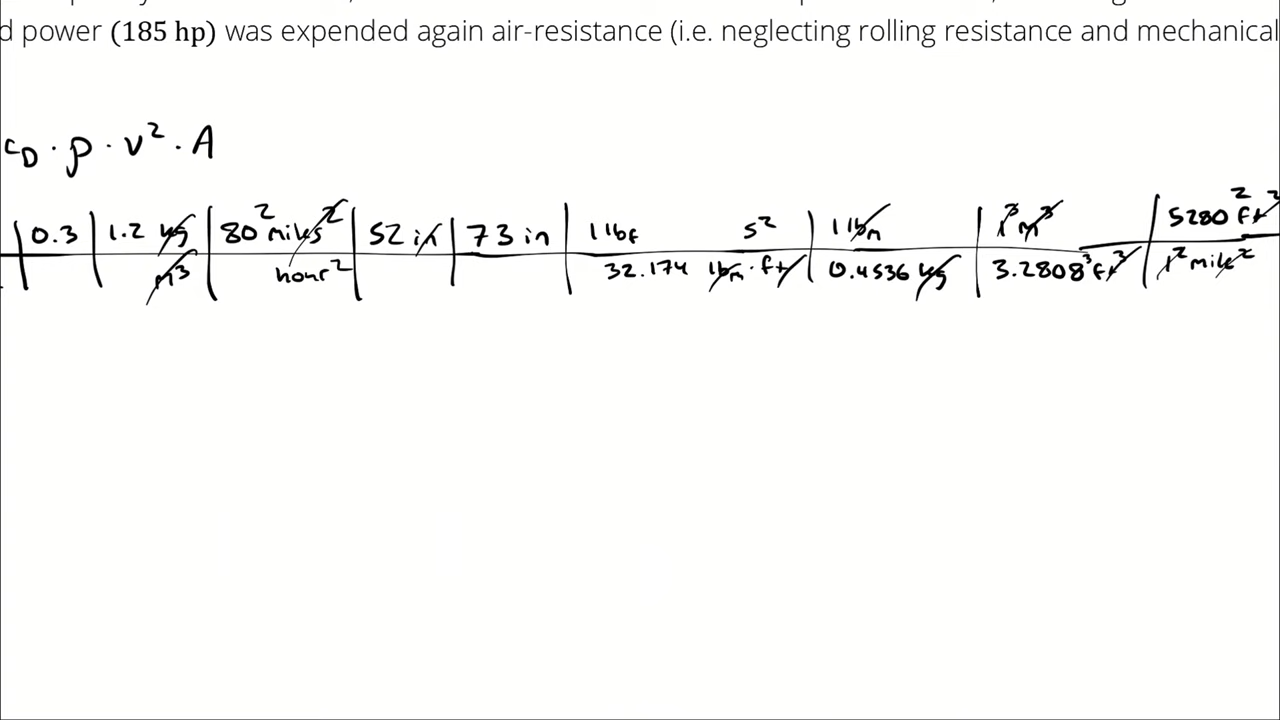 d power (185 hp) was expended again air-resistance (i.e. neglecting rolling resistance and mechanical
C_D · ρ · v² · A
0.3 | 1.2 kg | 80² miles² | 52 in | 73 in | 1 lbf s² | 1 lbm | 1³ m³ | 5280² ft²
m³ | hour² | 32.174 lbm · ft | 0.4536 kg | 3.2808³ ft³ | 1² mile²